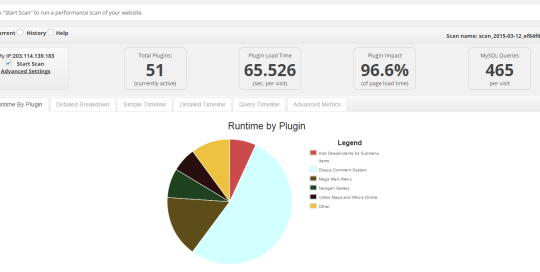 "Start Scan" to run a performance scan of your website.
History Help
Scan name: scan_2015-03-12_ef84f
IP:203.114.139.183
Start Scan
Advanced Settings
Total Plugins:
51
(currently active)
Plugin Load Time
65.526
(sec. per visit)
Plugin Impact
96.6%
(of page load time)
MySQL Queries
465
per visit
By Plugin Detailed Breakdown Simple Timeline Detailed Timeline Query Timeline Advanced Metrics
Runtime by Plugin
Legend
Add Descendants As Submenu
Items
Disqus Comment System
Mega Main Menu
Nextgen Gallery
Visitor Maps and Who's Online
Other